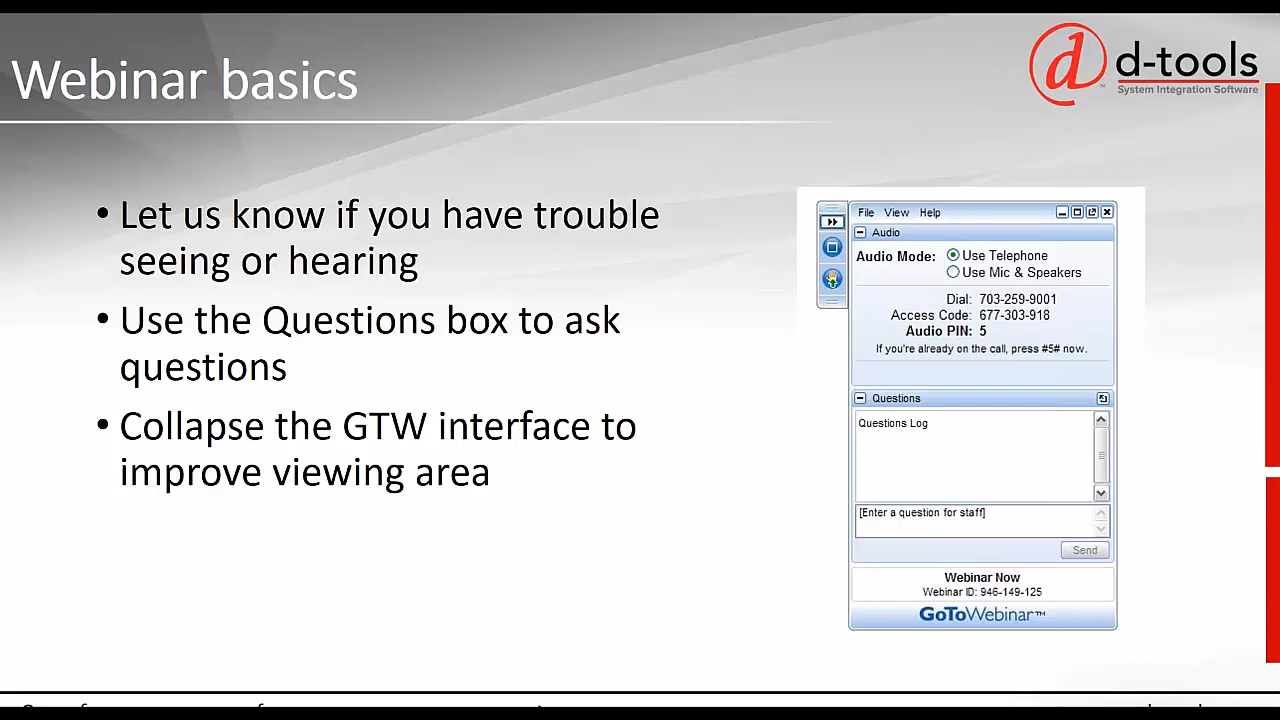 Webinar basics
d-tools
System Integration Software
• Let us know if you have trouble
seeing or hearing
• Use the Questions box to ask
questions
• Collapse the GTW interface to
improve viewing area
File View Help
Audio
Audio Mode: Use Telephone
Use Mic & Speakers
Dial: 703-259-9001
Access Code: 677-303-918
Audio PIN: 5
If you're already on the call, press #5# now.
Questions
Questions Log
[Enter a question for staff]
Send
Webinar Now
Webinar ID: 946-149-125
GoToWebinar™